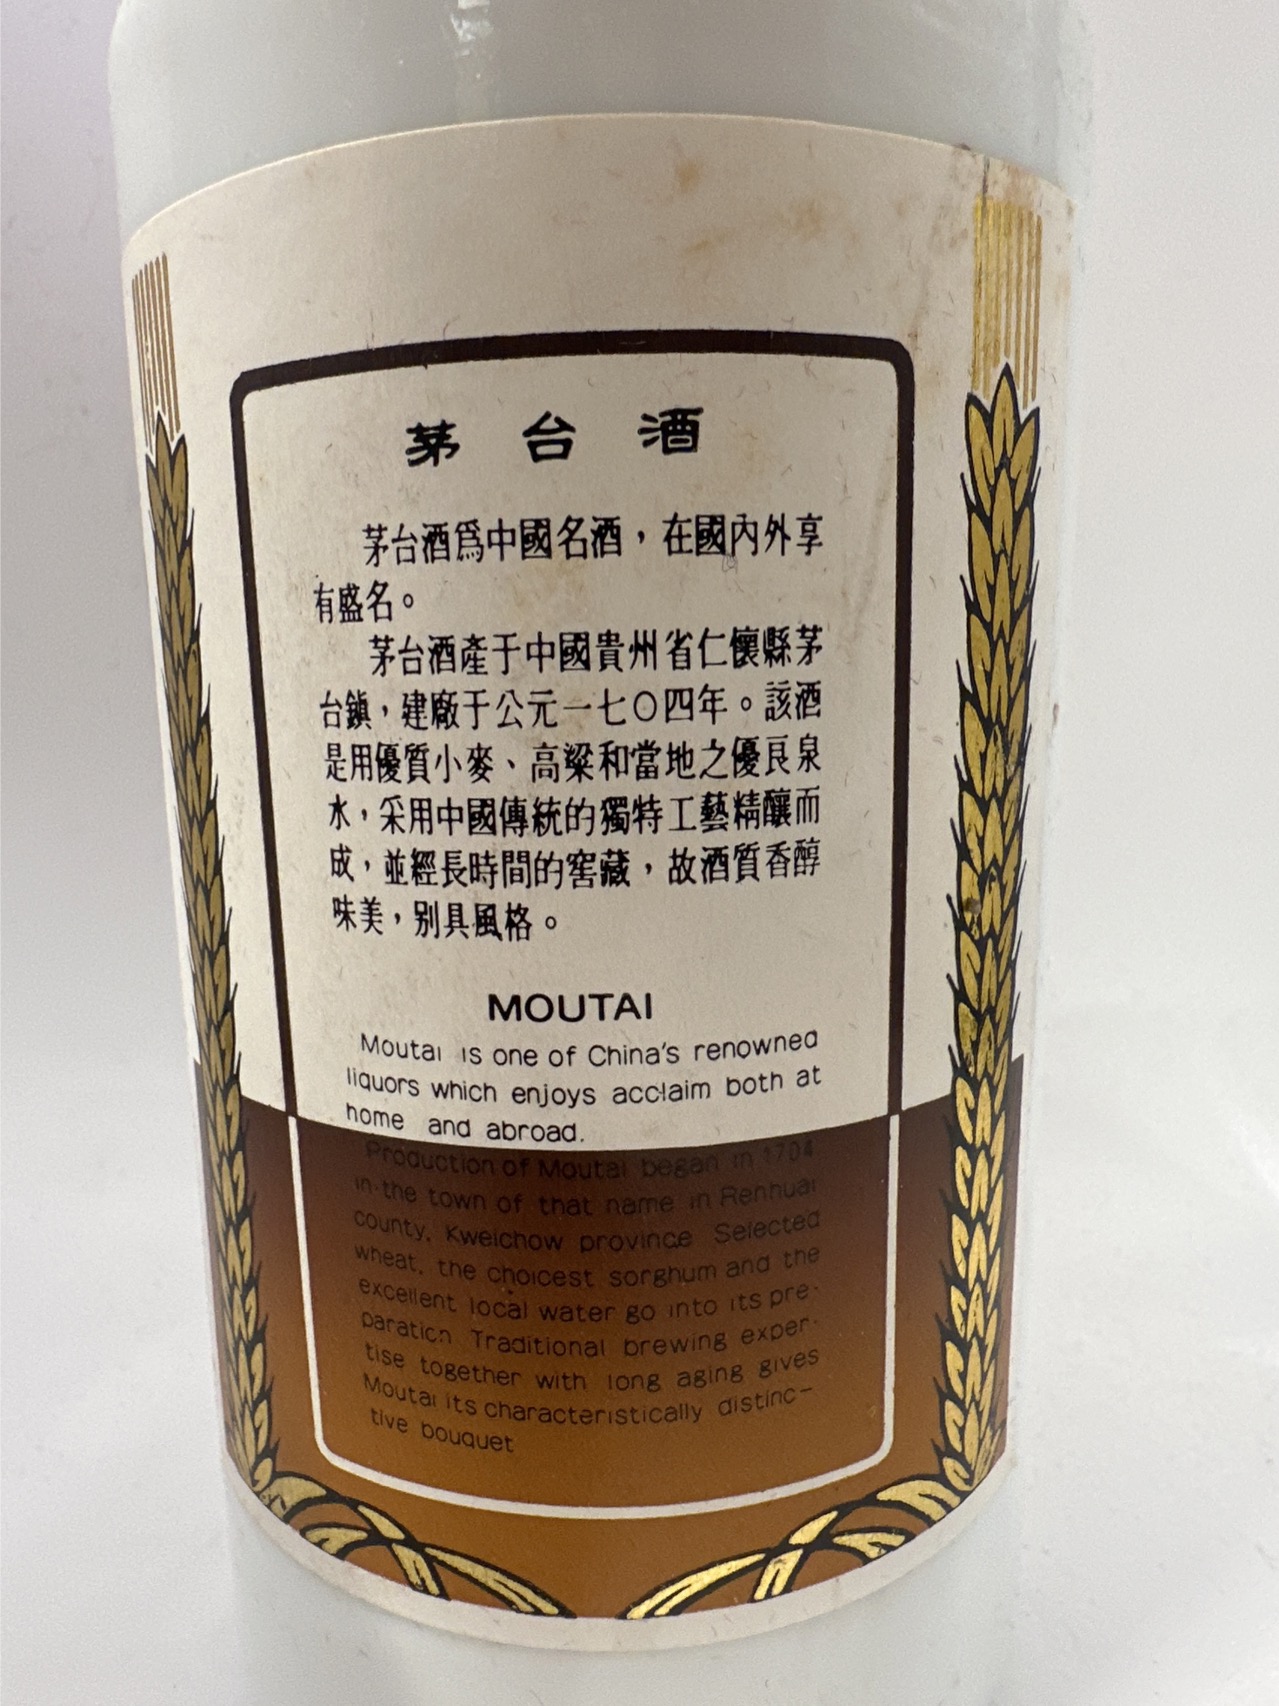 茅台酒
茅台酒爲中國名酒，在國內外享
有盛名。
茅台酒產于中國貴州省仁懷縣茅
台鎮，建廠于公元一七〇四年。該酒
是用優質小麥、高粱和當地之優良泉
水，采用中國傳統的獨特工藝精釀而
成，並經長時間的窖藏，故酒質香醇
味美，别具風格。
MOUTAI
Moutai is one of China's renowned
liquors which enjoys acclaim both at
home and abroad.
Production of Moutai began in 1704
in the town of that name in Renhuai
county, Kweichow province Selected
wheat, the choicest sorghum and the
excellent local water go into its pre-
paration Traditional brewing exper-
tise together with long aging gives
Moutai its characteristically distinc-
tive bouquet